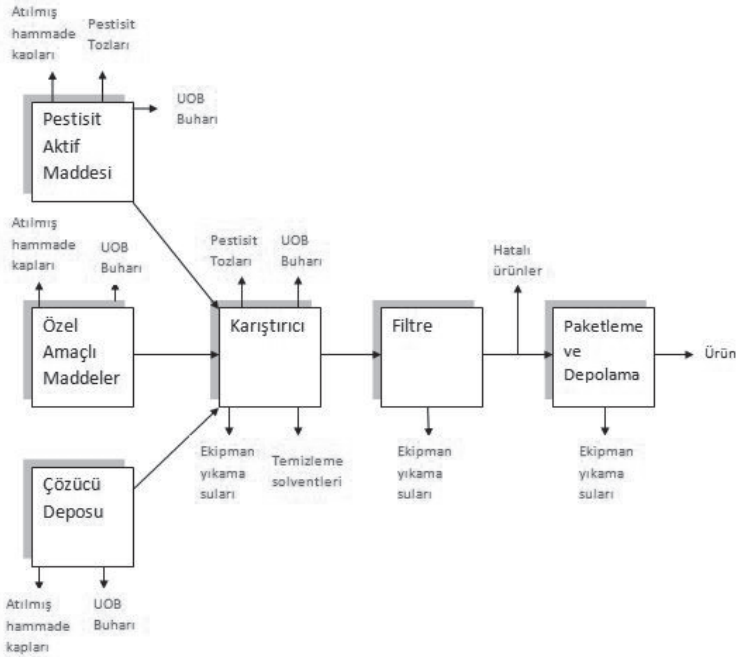 Atılmış
hammade
kapları
Pestisit
Tozları
UOB
Buharı
Pestisit
Aktif
Maddesi
Atılmış
hammade
kapları
UOB
Buharı
Pestisit
Tozları
UOB
Buharı
Hatalı
ürünler
Özel
Amaçlı
Maddeler
Karıştırıcı
Filtre
Paketleme
ve
Depolama
Ürün
Ekipman
yıkama
suları
Temizleme
solventleri
Ekipman
yıkama
suları
Ekipman
yıkama
suları
Çözücü
Deposu
Atılmış
hammade
kapları
UOB
Buharı